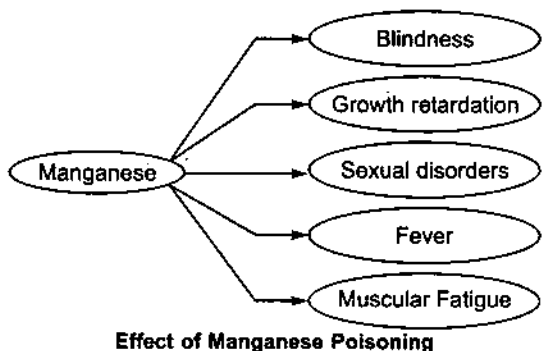 Blindness
Growth retardation
Manganese
Sexual disorders
Fever
Muscular Fatigue
Effect of Manganese Poisoning